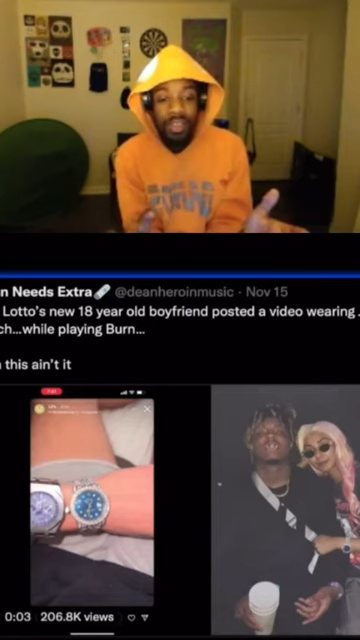 n Needs Extra @deanheroinmusic · Nov 15
Lotto's new 18 year old boyfriend posted a video wearing
ch...while playing Burn...
this ain't it
0:03 206.8K views